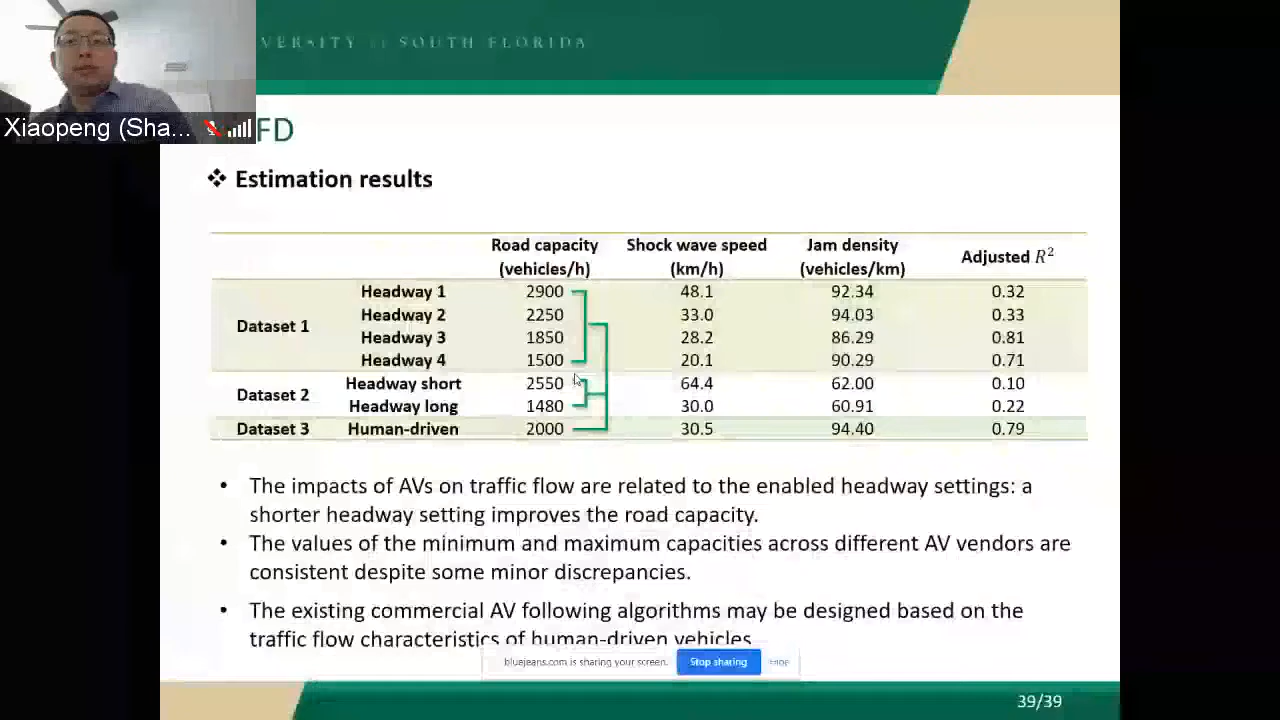 VERSITY of SOUTH FLORIDA
Xiaopeng (Sha...
FD
❖ Estimation results
Road capacity (vehicles/h) Shock wave speed (km/h) Jam density (vehicles/km) Adjusted R²
Dataset 1
Headway 1 2900 48.1 92.34 0.32
Headway 2 2250 33.0 94.03 0.33
Headway 3 1850 28.2 86.29 0.81
Headway 4 1500 20.1 90.29 0.71
Dataset 2
Headway short 2550 64.4 62.00 0.10
Headway long 1480 30.0 60.91 0.22
Dataset 3 Human-driven 2000 30.5 94.40 0.79
• The impacts of AVs on traffic flow are related to the enabled headway settings: a
shorter headway setting improves the road capacity.
• The values of the minimum and maximum capacities across different AV vendors are
consistent despite some minor discrepancies.
• The existing commercial AV following algorithms may be designed based on the
traffic flow characteristics of human-driven vehicles
bluejeans.com is sharing your screen. Stop sharing Hide
39/39